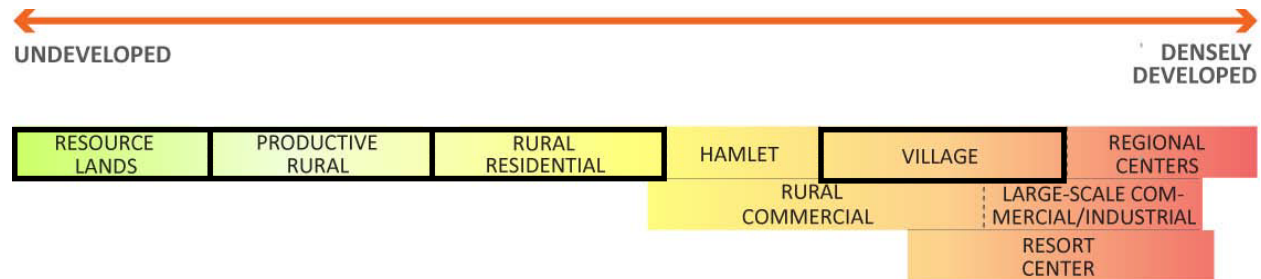 UNDEVELOPED
DENSELY
DEVELOPED
RESOURCE
LANDS
PRODUCTIVE
RURAL
RURAL
RESIDENTIAL
HAMLET
VILLAGE
REGIONAL
CENTERS
RURAL
COMMERCIAL
LARGE-SCALE COM-
MERCIAL/INDUSTRIAL
RESORT
CENTER